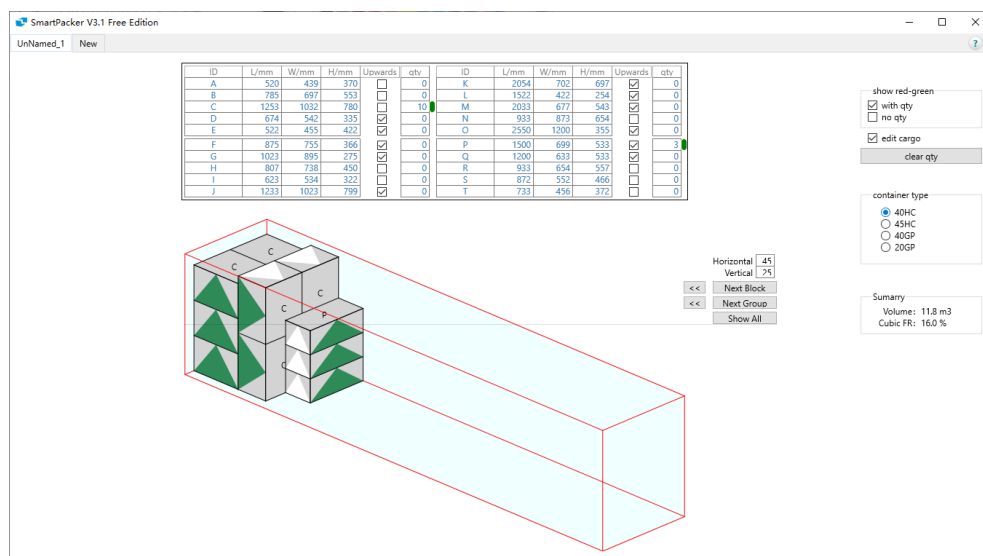 SmartPacker V3.1 Free Edition
UnNamed_1 New
?
ID L/mm W/mm H/mm Upwards qty ID L/mm W/mm H/mm Upwards qty
A 520 439 370 0 K 2054 702 697 0
B 785 697 553 0 L 1522 422 254 0
C 1253 1032 780 10 M 2033 677 543 0
D 674 542 335 0 N 933 873 654 0
E 522 455 422 0 O 2550 1200 355 0
F 875 755 366 0 P 1500 699 533 3
G 1023 895 275 0 Q 1200 633 533 0
H 807 738 450 0 R 933 654 557 0
I 623 534 322 0 S 872 552 466 0
J 1233 1023 799 0 T 733 456 372 0
show red-green
with qty
no qty
edit cargo
clear qty
container type
40HC
45HC
40GP
20GP
C
C
C
C
P
C
Horizontal 45
Vertical 25
<< Next Block
<< Next Group
Show All
Sumarry
Volume: 11.8 m3
Cubic FR: 16.0 %